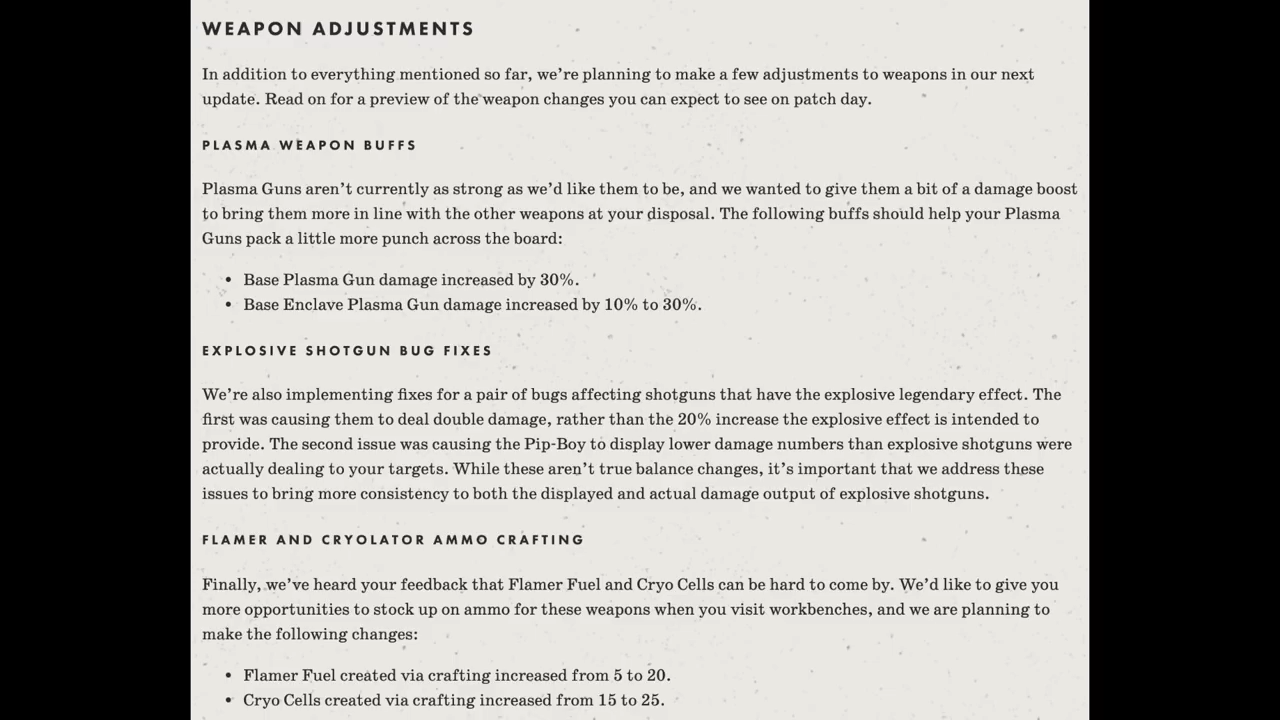 WEAPON ADJUSTMENTS
In addition to everything mentioned so far, we’re planning to make a few adjustments to weapons in our next
update. Read on for a preview of the weapon changes you can expect to see on patch day.
PLASMA WEAPON BUFFS
Plasma Guns aren’t currently as strong as we’d like them to be, and we wanted to give them a bit of a damage boost
to bring them more in line with the other weapons at your disposal. The following buffs should help your Plasma
Guns pack a little more punch across the board:
• Base Plasma Gun damage increased by 30%.
• Base Enclave Plasma Gun damage increased by 10% to 30%.
EXPLOSIVE SHOTGUN BUG FIXES
We’re also implementing fixes for a pair of bugs affecting shotguns that have the explosive legendary effect. The
first was causing them to deal double damage, rather than the 20% increase the explosive effect is intended to
provide. The second issue was causing the Pip-Boy to display lower damage numbers than explosive shotguns were
actually dealing to your targets. While these aren’t true balance changes, it’s important that we address these
issues to bring more consistency to both the displayed and actual damage output of explosive shotguns.
FLAMER AND CRYOLATOR AMMO CRAFTING
Finally, we’ve heard your feedback that Flamer Fuel and Cryo Cells can be hard to come by. We’d like to give you
more opportunities to stock up on ammo for these weapons when you visit workbenches, and we are planning to
make the following changes:
• Flamer Fuel created via crafting increased from 5 to 20.
• Cryo Cells created via crafting increased from 15 to 25.